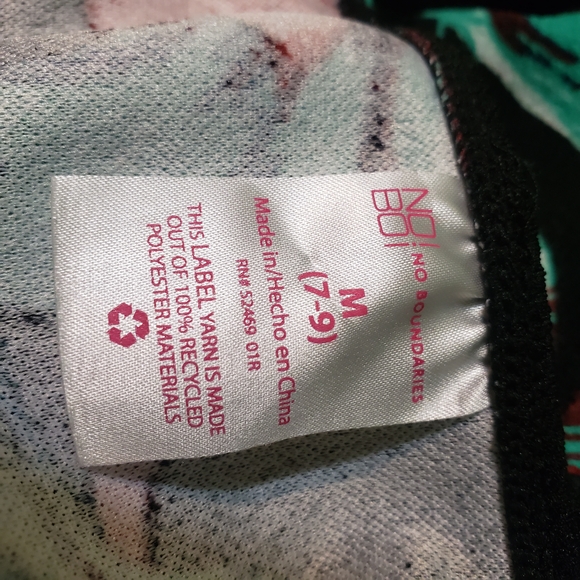 NO!
BO!
NO BOUNDARIES
M
(7-9)
Made in/Hecho en China
RN# 52469 01R
THIS LABEL YARN IS MADE
OUT OF 100% RECYCLED
POLYESTER MATERIALS